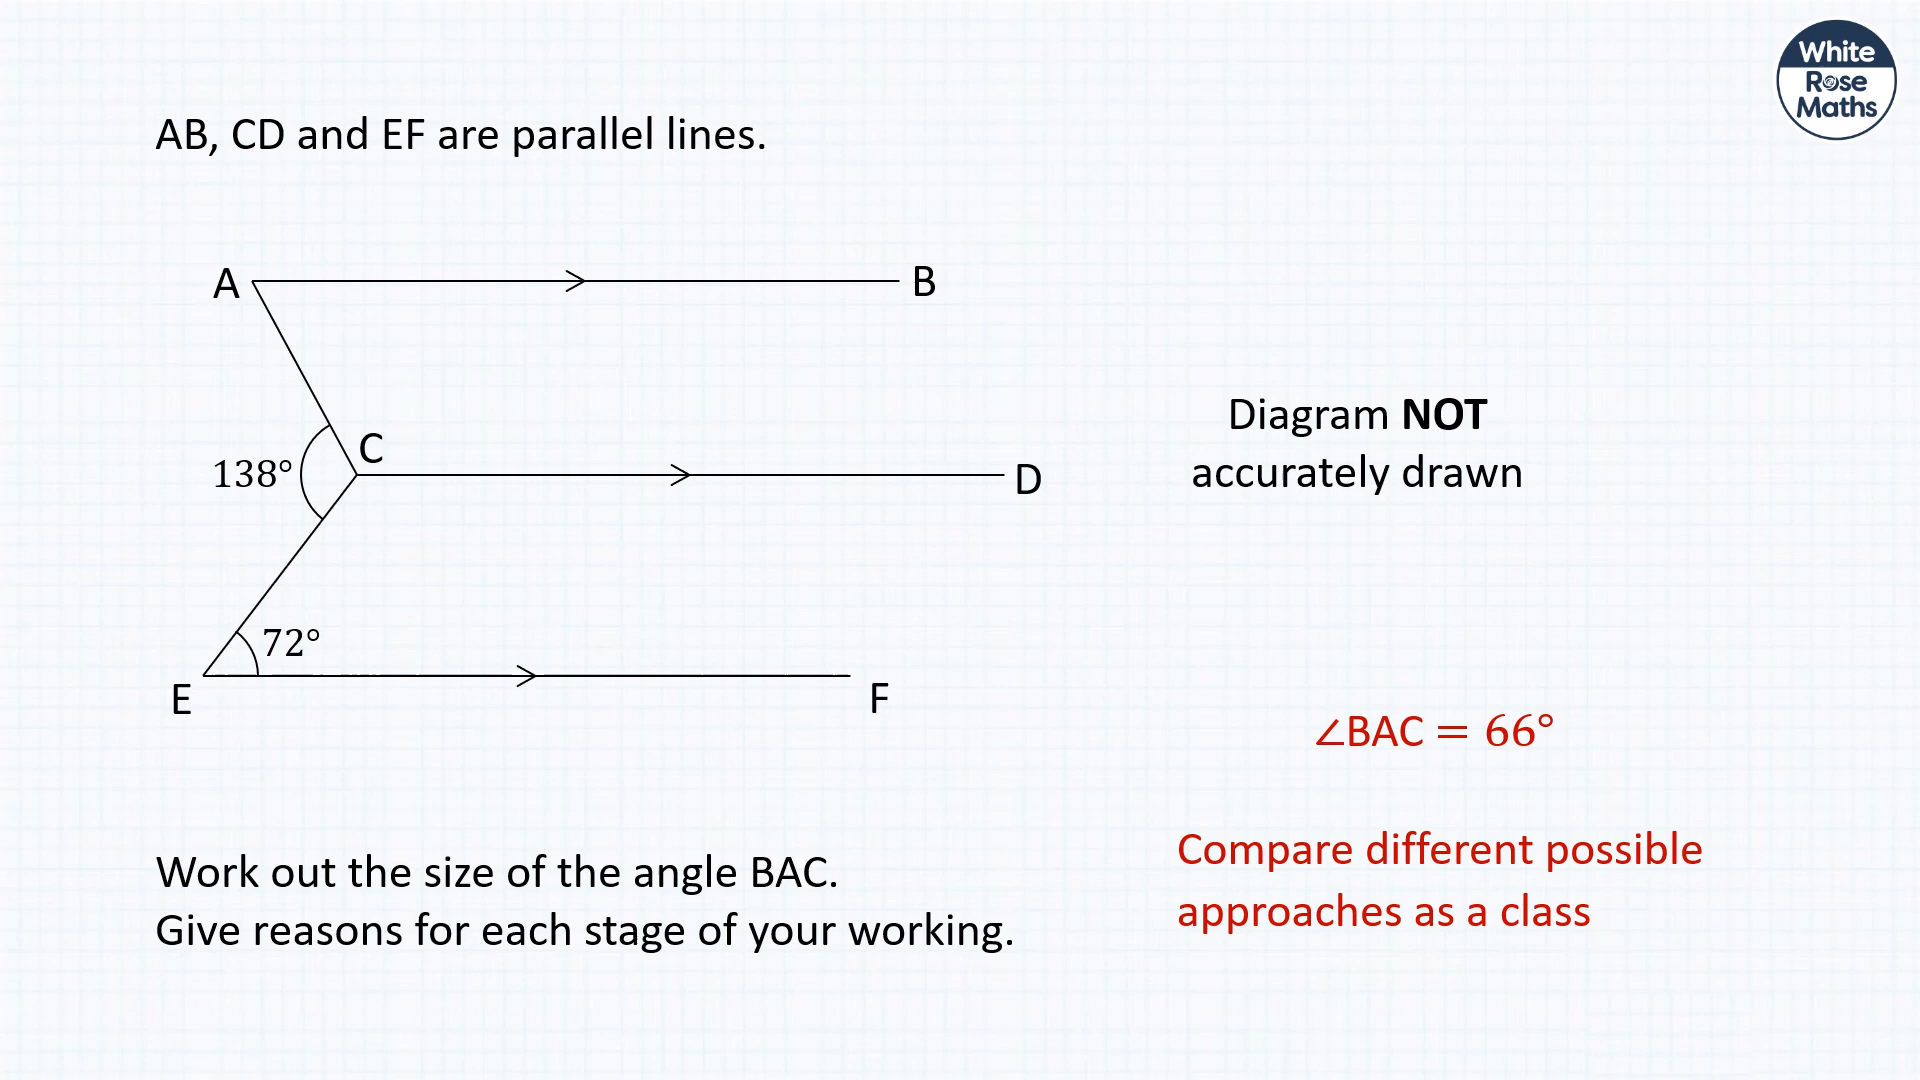 White
Rose
Maths
AB, CD and EF are parallel lines.
A
B
C
138°
D
72°
E
F
Diagram NOT
accurately drawn
∠BAC = 66°
Work out the size of the angle BAC.
Give reasons for each stage of your working.
Compare different possible
approaches as a class